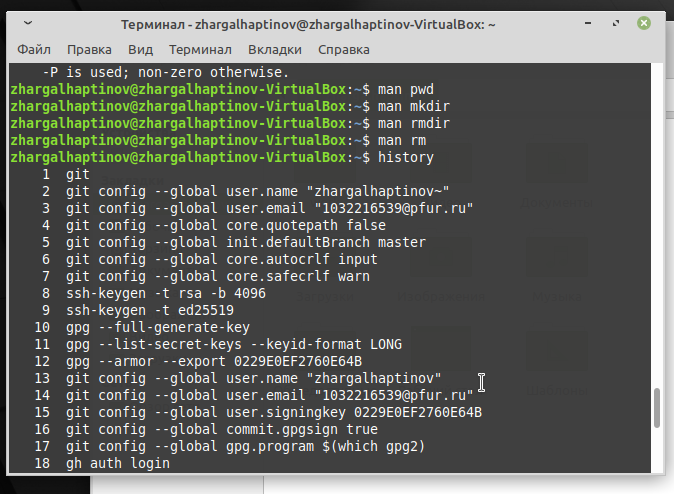 Терминал - zhargalhaptinov@zhargalhaptinov-VirtualBox: ~
Файл Правка Вид Терминал Вкладки Справка
-P is used; non-zero otherwise.
zhargalhaptinov@zhargalhaptinov-VirtualBox:~$ man pwd
zhargalhaptinov@zhargalhaptinov-VirtualBox:~$ man mkdir
zhargalhaptinov@zhargalhaptinov-VirtualBox:~$ man rmdir
zhargalhaptinov@zhargalhaptinov-VirtualBox:~$ man rm
zhargalhaptinov@zhargalhaptinov-VirtualBox:~$ history
1 git
2 git config --global user.name "zhargalhaptinov~"
3 git config --global user.email "1032216539@pfur.ru"
4 git config --global core.quotepath false
5 git config --global init.defaultBranch master
6 git config --global core.autocrlf input
7 git config --global core.safecrlf warn
8 ssh-keygen -t rsa -b 4096
9 ssh-keygen -t ed25519
10 gpg --full-generate-key
11 gpg --list-secret-keys --keyid-format LONG
12 gpg --armor --export 0229E0EF2760E64B
13 git config --global user.name "zhargalhaptinov"
14 git config --global user.email "1032216539@pfur.ru"
15 git config --global user.signingkey 0229E0EF2760E64B
16 git config --global commit.gpgsign true
17 git config --global gpg.program $(which gpg2)
18 gh auth login